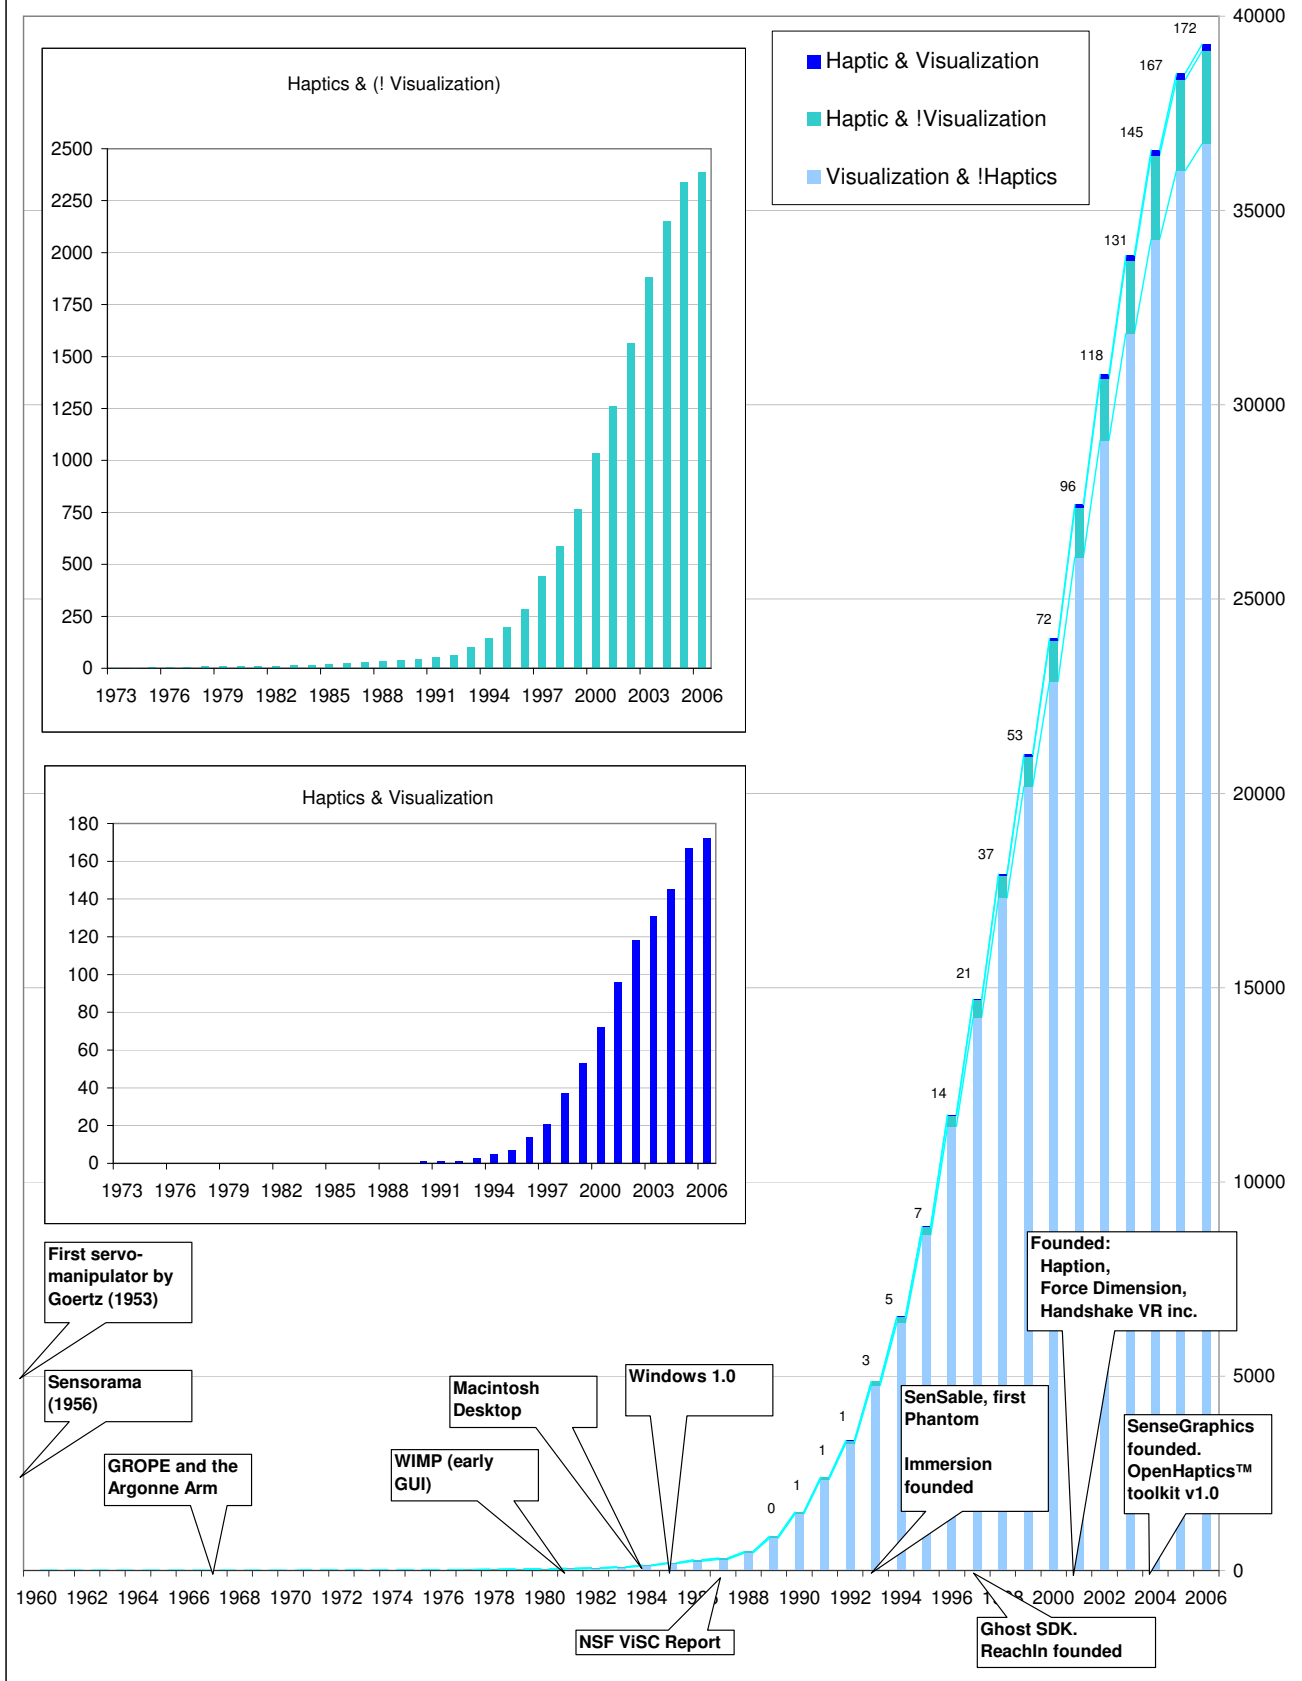 40000
172
167
145
131
118
96
72
53
37
21
14
7
5
3
1
1
1
0
Haptic & Visualization
Haptic & !Visualization
Visualization & !Haptics
35000
30000
25000
20000
15000
10000
5000
0
Haptics & (! Visualization)
2500
2250
2000
1750
1500
1250
1000
750
500
250
0
1973 1976 1979 1982 1985 1988 1991 1994 1997 2000 2003 2006
Haptics & Visualization
180
160
140
120
100
80
60
40
20
0
1973 1976 1979 1982 1985 1988 1991 1994 1997 2000 2003 2006
First servo-
manipulator by
Goertz (1953)
Sensorama
(1956)
GROPE and the
Argonne Arm
WIMP (early
GUI)
Macintosh
Desktop
Windows 1.0
SenSable, first
Phantom
Immersion
founded
Founded:
Haption,
Force Dimension,
Handshake VR inc.
SenseGraphics
founded.
OpenHaptics™
toolkit v1.0
1960 1962 1964 1966 1968 1970 1972 1974 1976 1978 1980 1982 1984 1986 1988 1990 1992 1994 1996 1998 2000 2002 2004 2006
NSF ViSC Report
Ghost SDK.
ReachIn founded